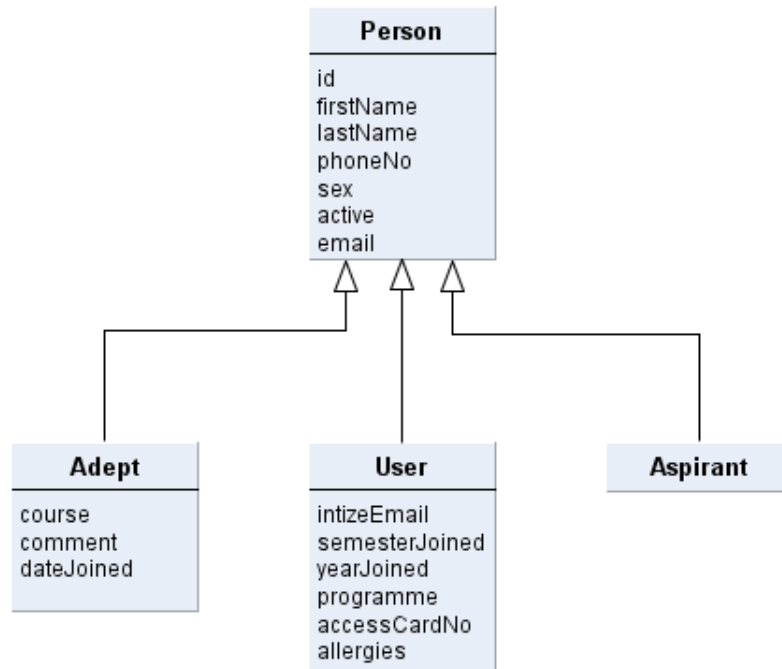 Person
id
firstName
lastName
phoneNo
sex
active
email
Adept
course
comment
dateJoined
User
intizeEmail
semesterJoined
yearJoined
programme
accessCardNo
allergies
Aspirant